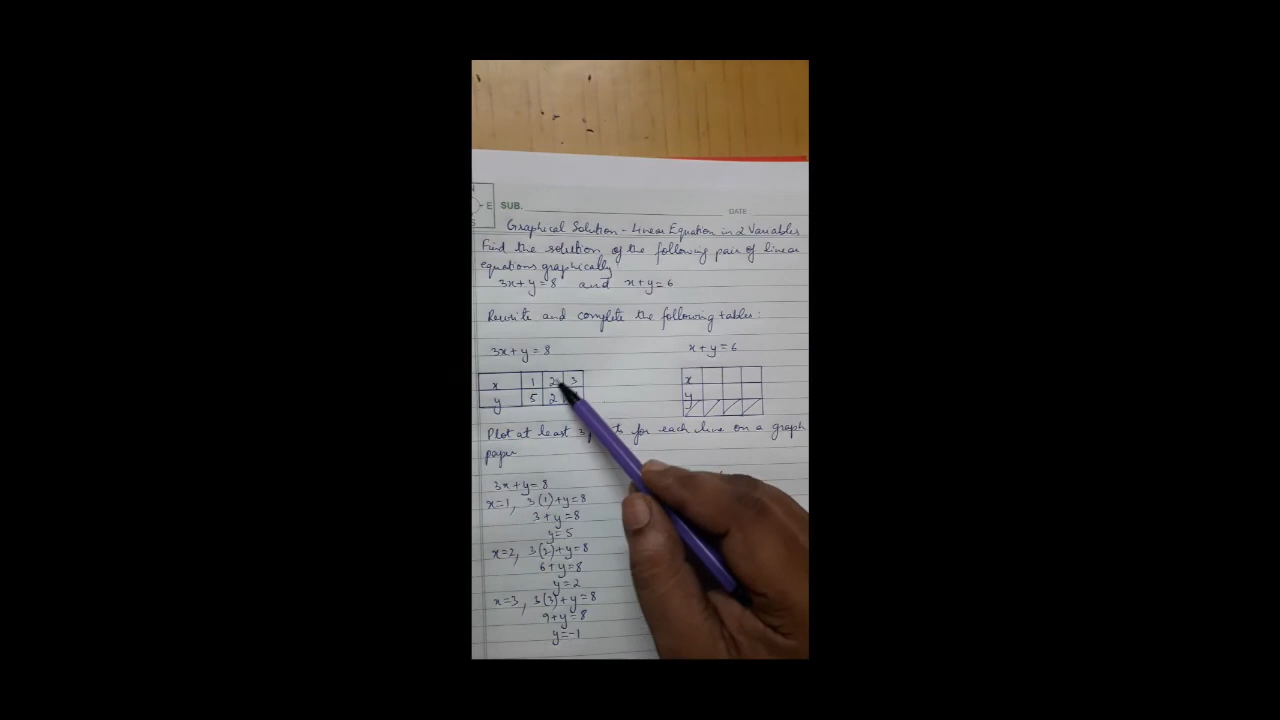 E
SUB.
DATE
Graphical Solution - Linear Equation in 2 Variables
Find the solution of the following pair of linear
equations graphically
3x+y=8 and x+y=6
Rewrite and complete the following tables:
3x+y=8 x+y=6
x 1 2 3 x
y 5 2 y
Plot at least 3 for each line on a graph
paper
3x+y=8
x=1, 3(1)+y=8
3+y=8
y=5
x=2, 3(2)+y=8
6+y=8
y=2
x=3, 3(3)+y=8
9+y=8
y=-1